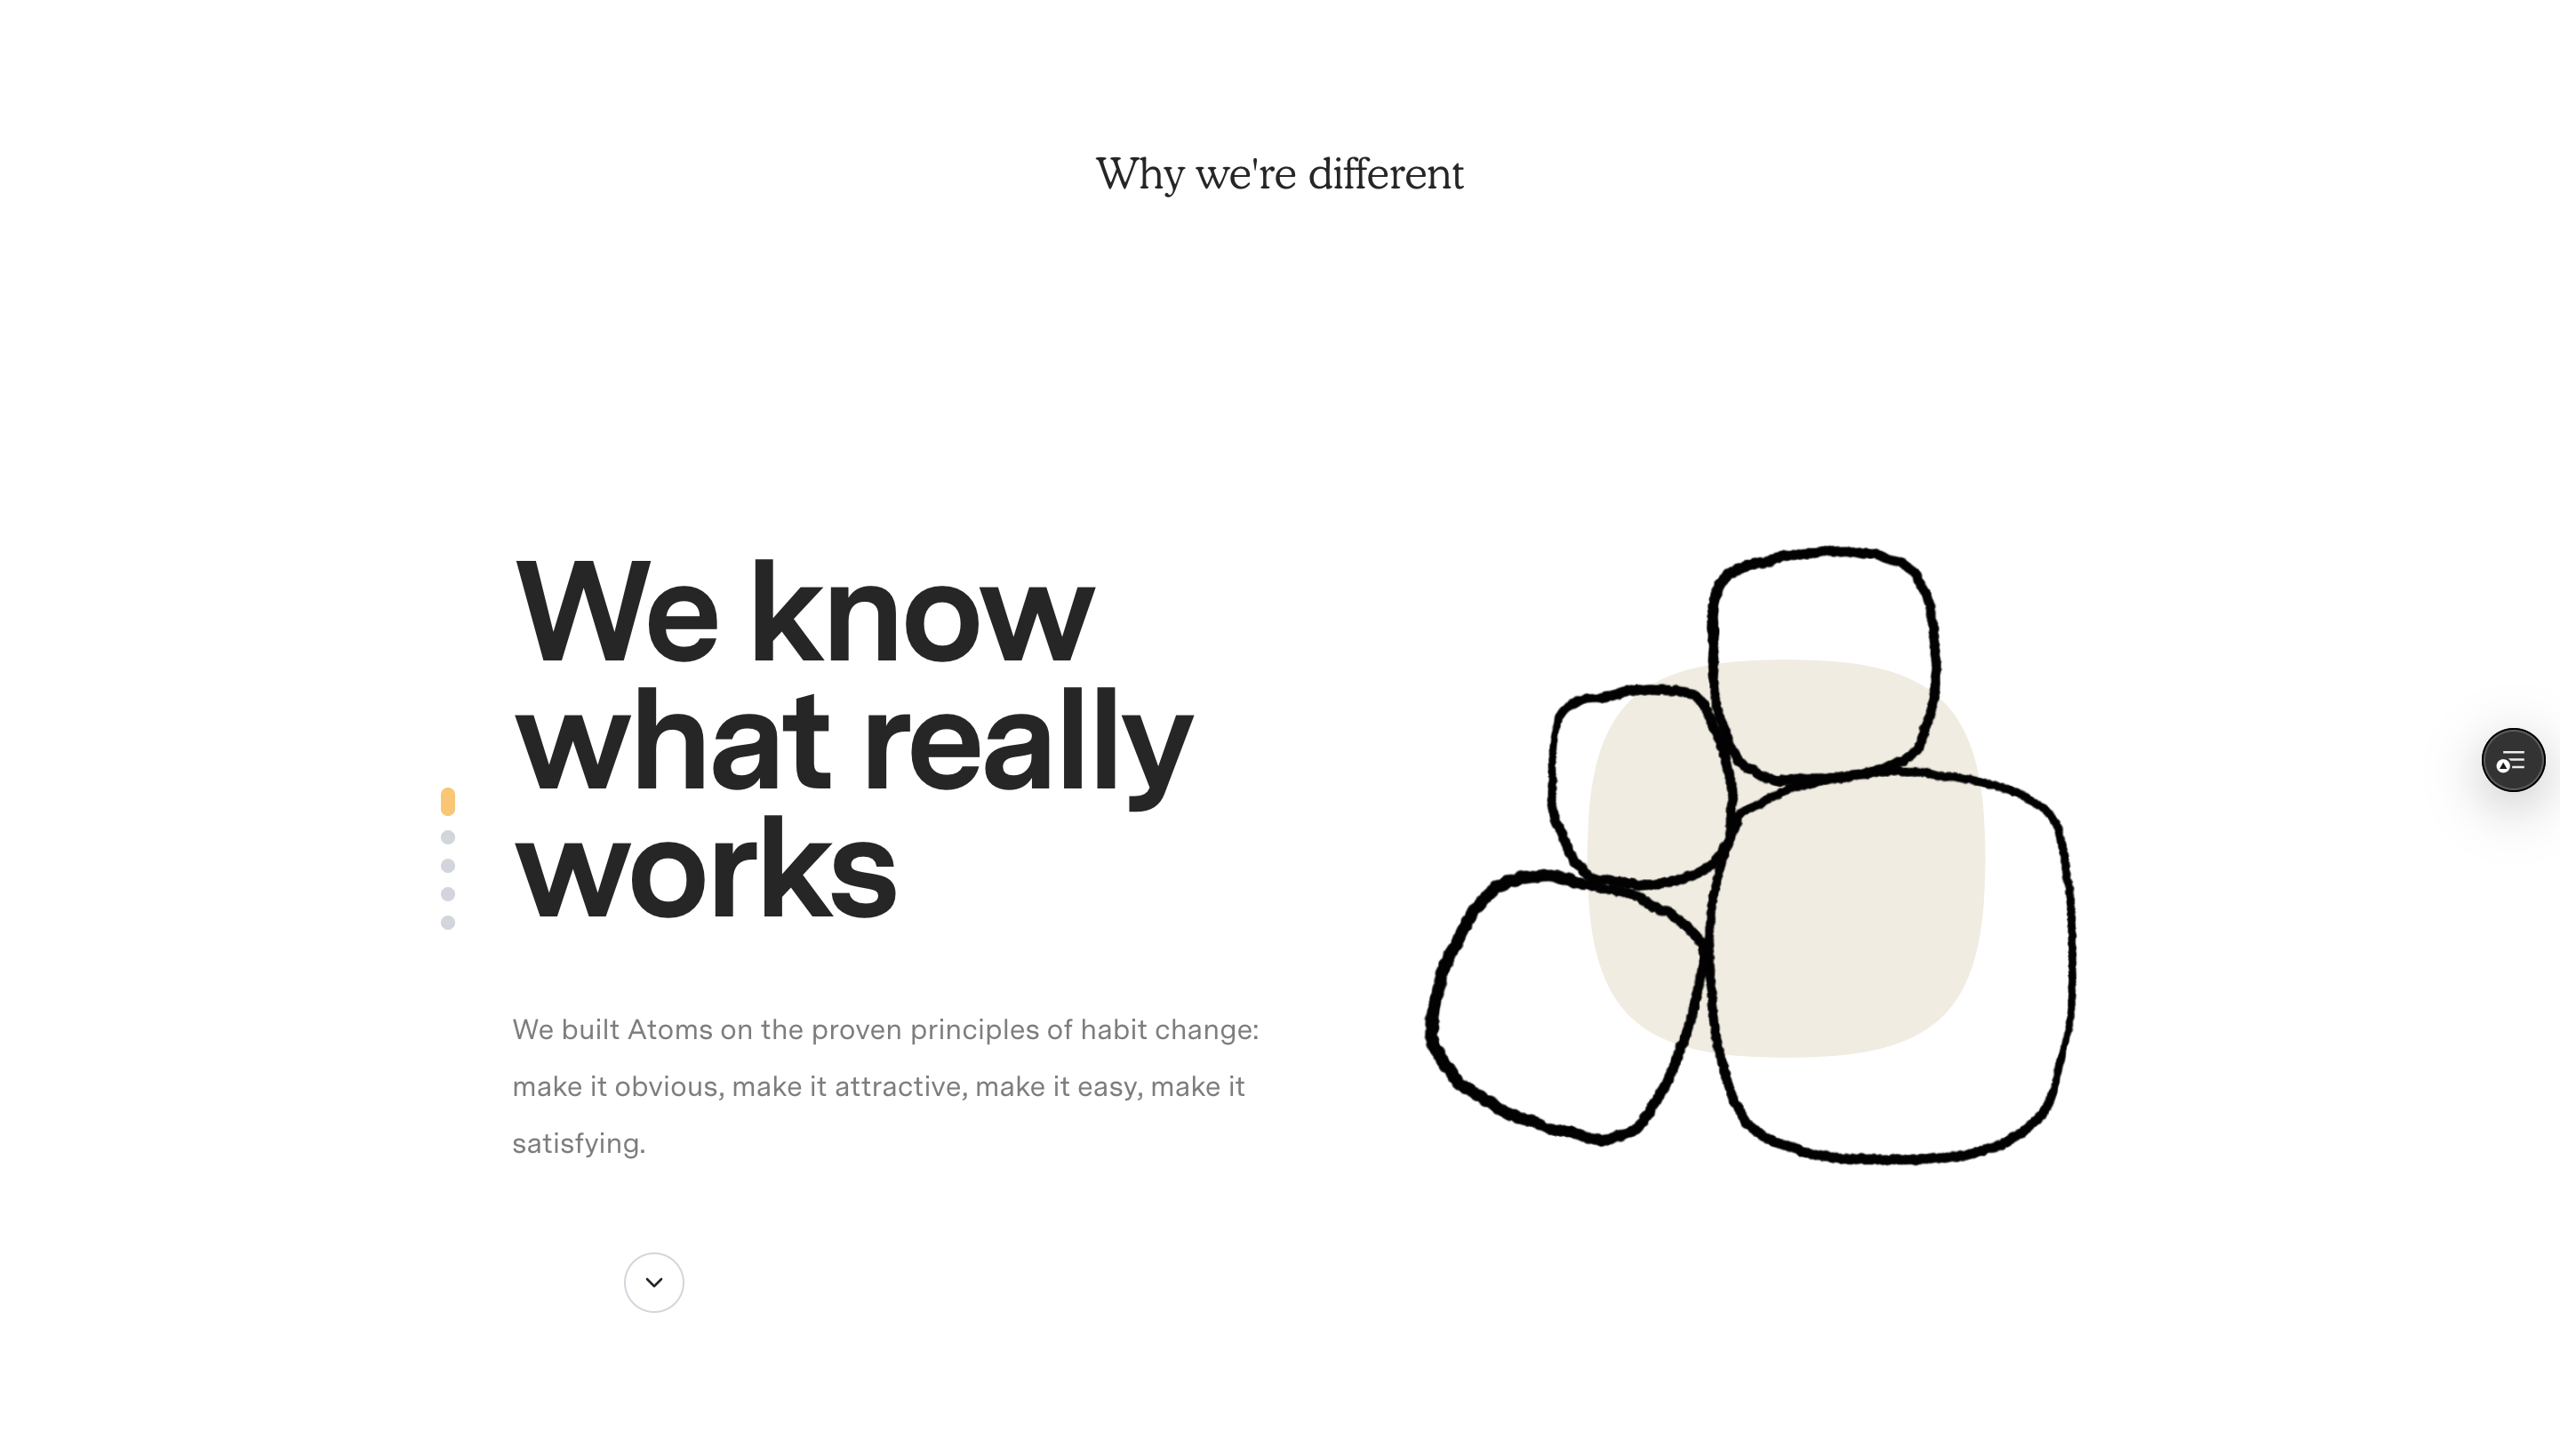 Why we're different
We know
what really
works
We built Atoms on the proven principles of habit change:
make it obvious, make it attractive, make it easy, make it
satisfying.